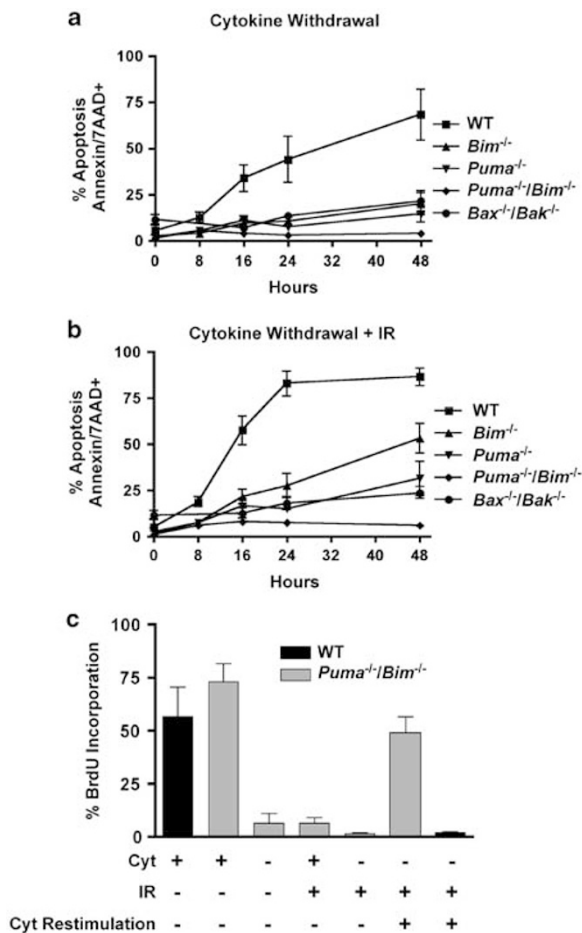 a
Cytokine Withdrawal
% Apoptosis
Annexin/7AAD+
100
75
50
25
0
0 8 16 24 32 40 48
Hours
WT
Bim-/-
Puma-/-
Puma-/-/Bim-/-
Bax-/-/Bak-/-
b
Cytokine Withdrawal + IR
% Apoptosis
Annexin/7AAD+
100
75
50
25
0
0 8 16 24 32 40 48
Hours
WT
Bim-/-
Puma-/-
Puma-/-/Bim-/-
Bax-/-/Bak-/-
c
% BrdU Incorporation
100
75
50
25
0
WT
Puma-/-/Bim-/-
Cyt + + - + - - -
IR - - - + + + +
Cyt Restimulation - - - - - + +